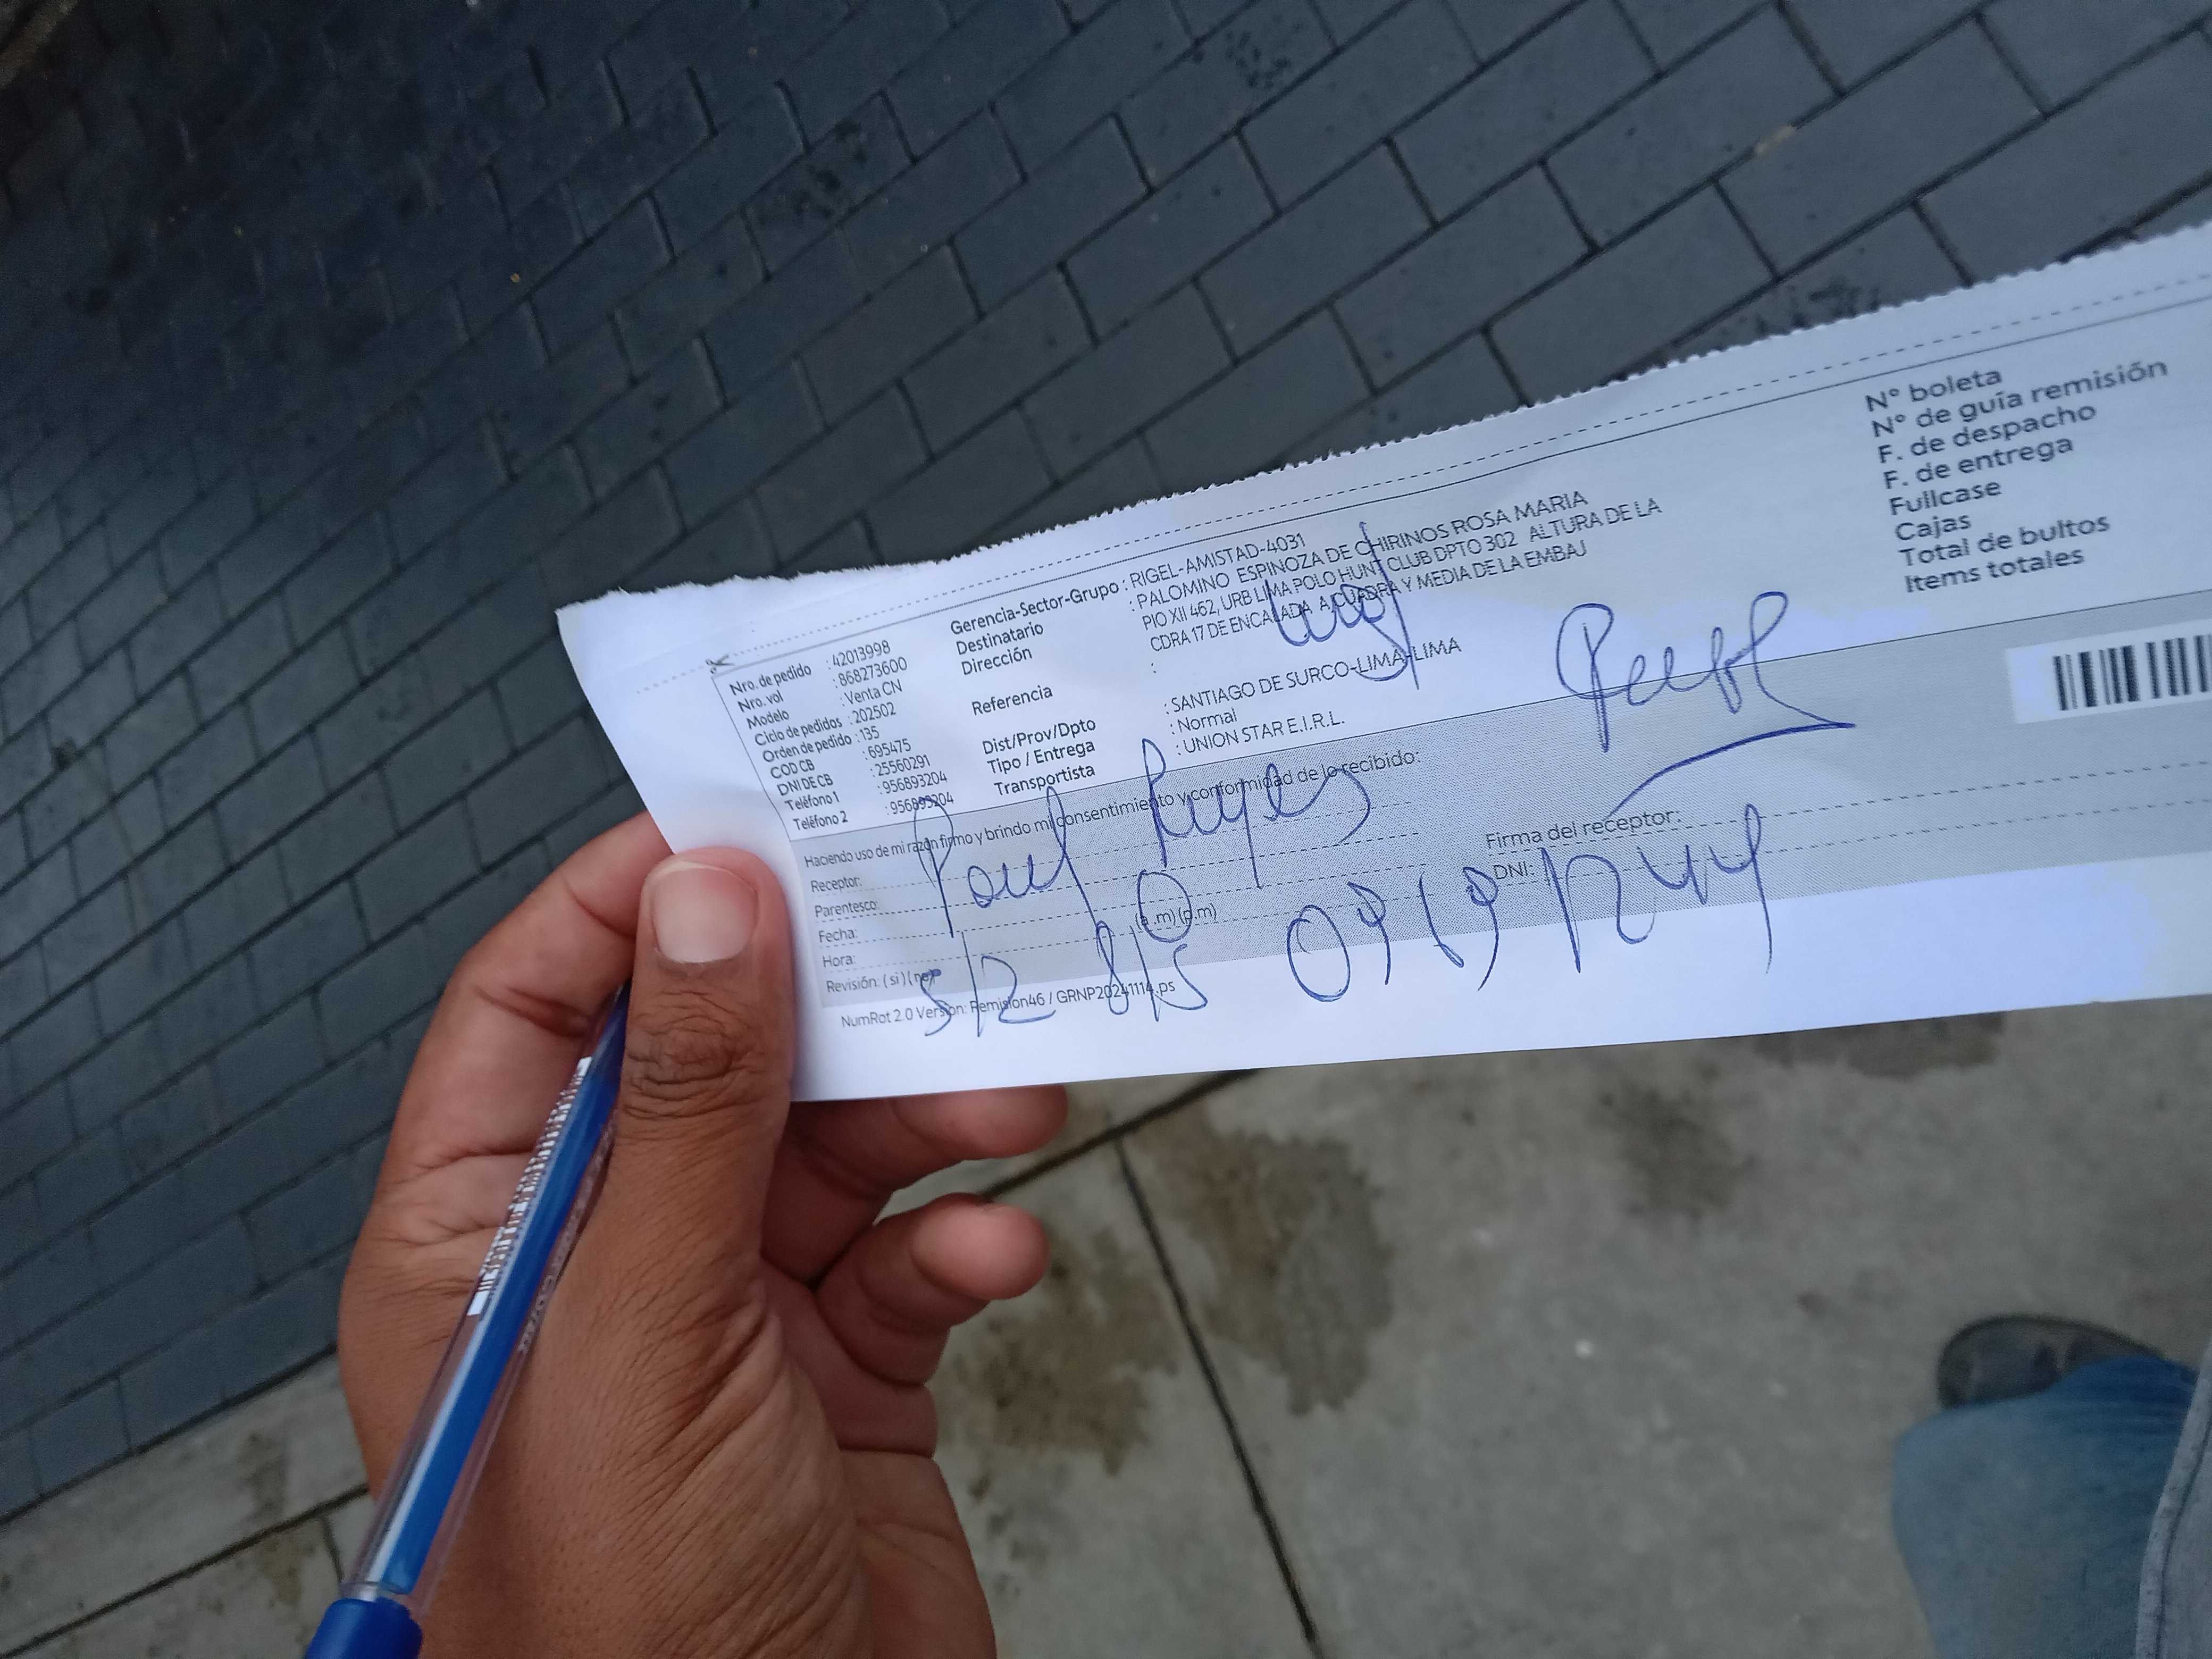 Nro. de pedido : 42013998
Nro. vol : 868273600
Modelo : Venta CN
Ciclo de pedidos : 202502
Orden de pedido : 135
COD CB : 695475
DNI DE CB : 25560291
Teléfono 1 : 956893204
Teléfono 2 : 956893204
Gerencia-Sector-Grupo : RIGEL-AMISTAD-4031
Destinatario : PALOMINO ESPINOZA DE CHIRINOS ROSA MARIA
Dirección PIO XII 462, URB LIMA POLO HUNT CLUB DPTO 302 ALTURA DE LA
CDRA 17 DE ENCALADA A CUADRA Y MEDIA DE LA EMBAJ
Referencia :
Dist/Prov/Dpto : SANTIAGO DE SURCO-LIMA-LIMA
Tipo / Entrega : Normal
Transportista : UNION STAR E.I.R.L.
N° boleta
N° de guía remisión
F. de despacho
F. de entrega
Fullcase
Cajas
Total de bultos
Items totales
Haciendo uso de mi razón firmo y brindo mi consentimiento y conformidad de lo recibido:
Receptor: Paul Reyes
Parentesco:
Fecha:
Hora: (a.m) (p.m)
Revisión: ( si ) ( no )
Firma del receptor:
DNI:
5/2
NumRot 2.0 Version: Remision46 / GRNP20241114.ps